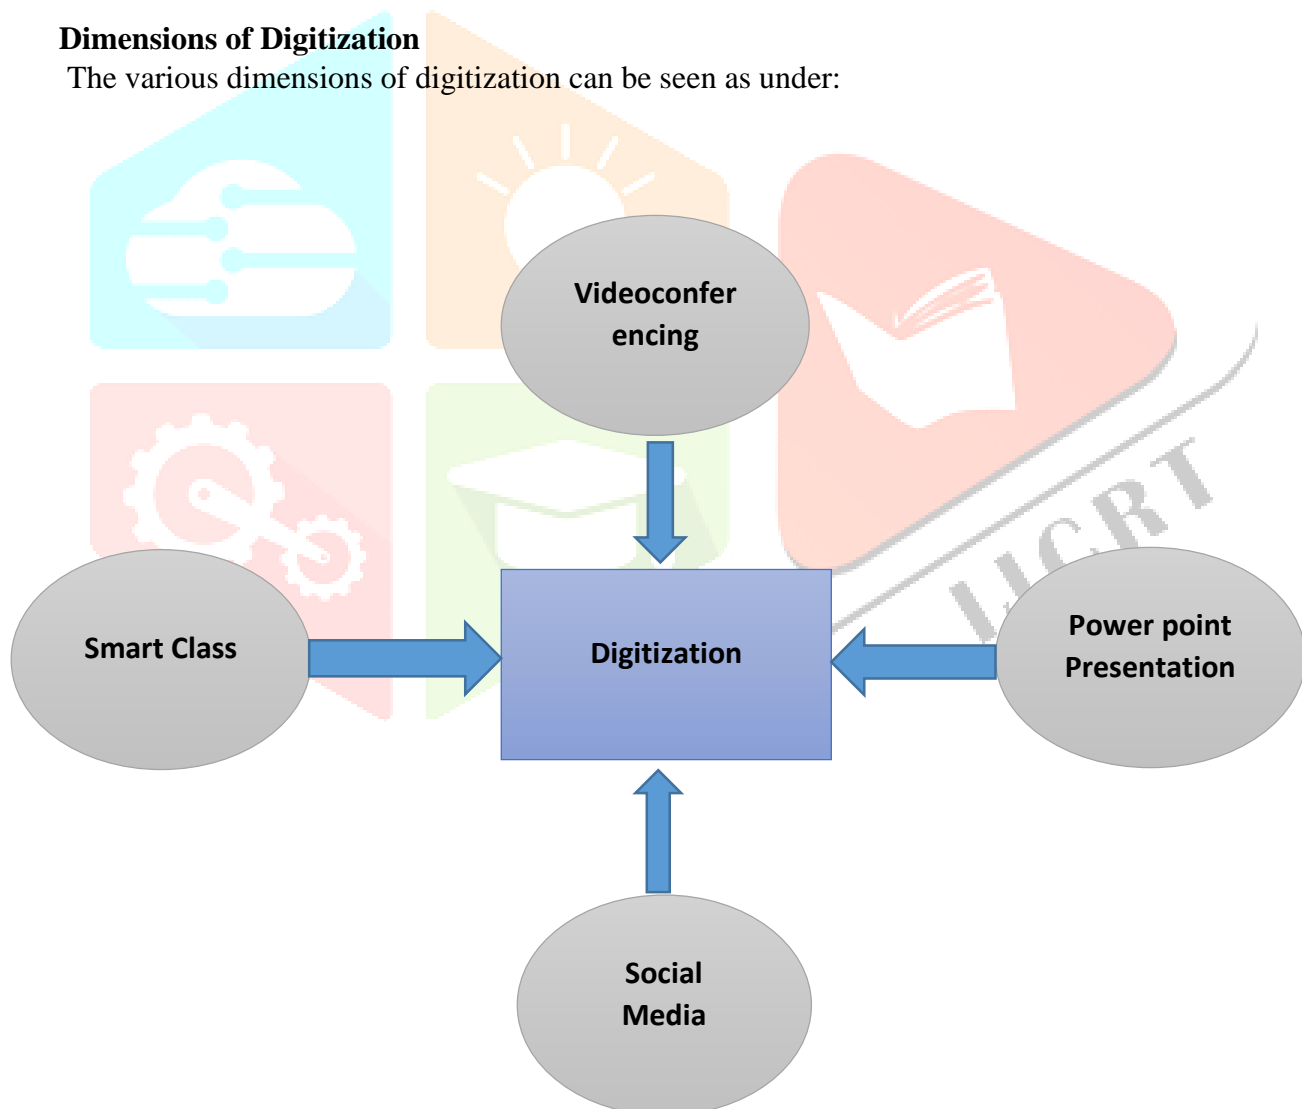 Dimensions of Digitization
The various dimensions of digitization can be seen as under:
Videoconfer
encing
IJCRT
Smart Class
Digitization
Power point
Presentation
Social
Media